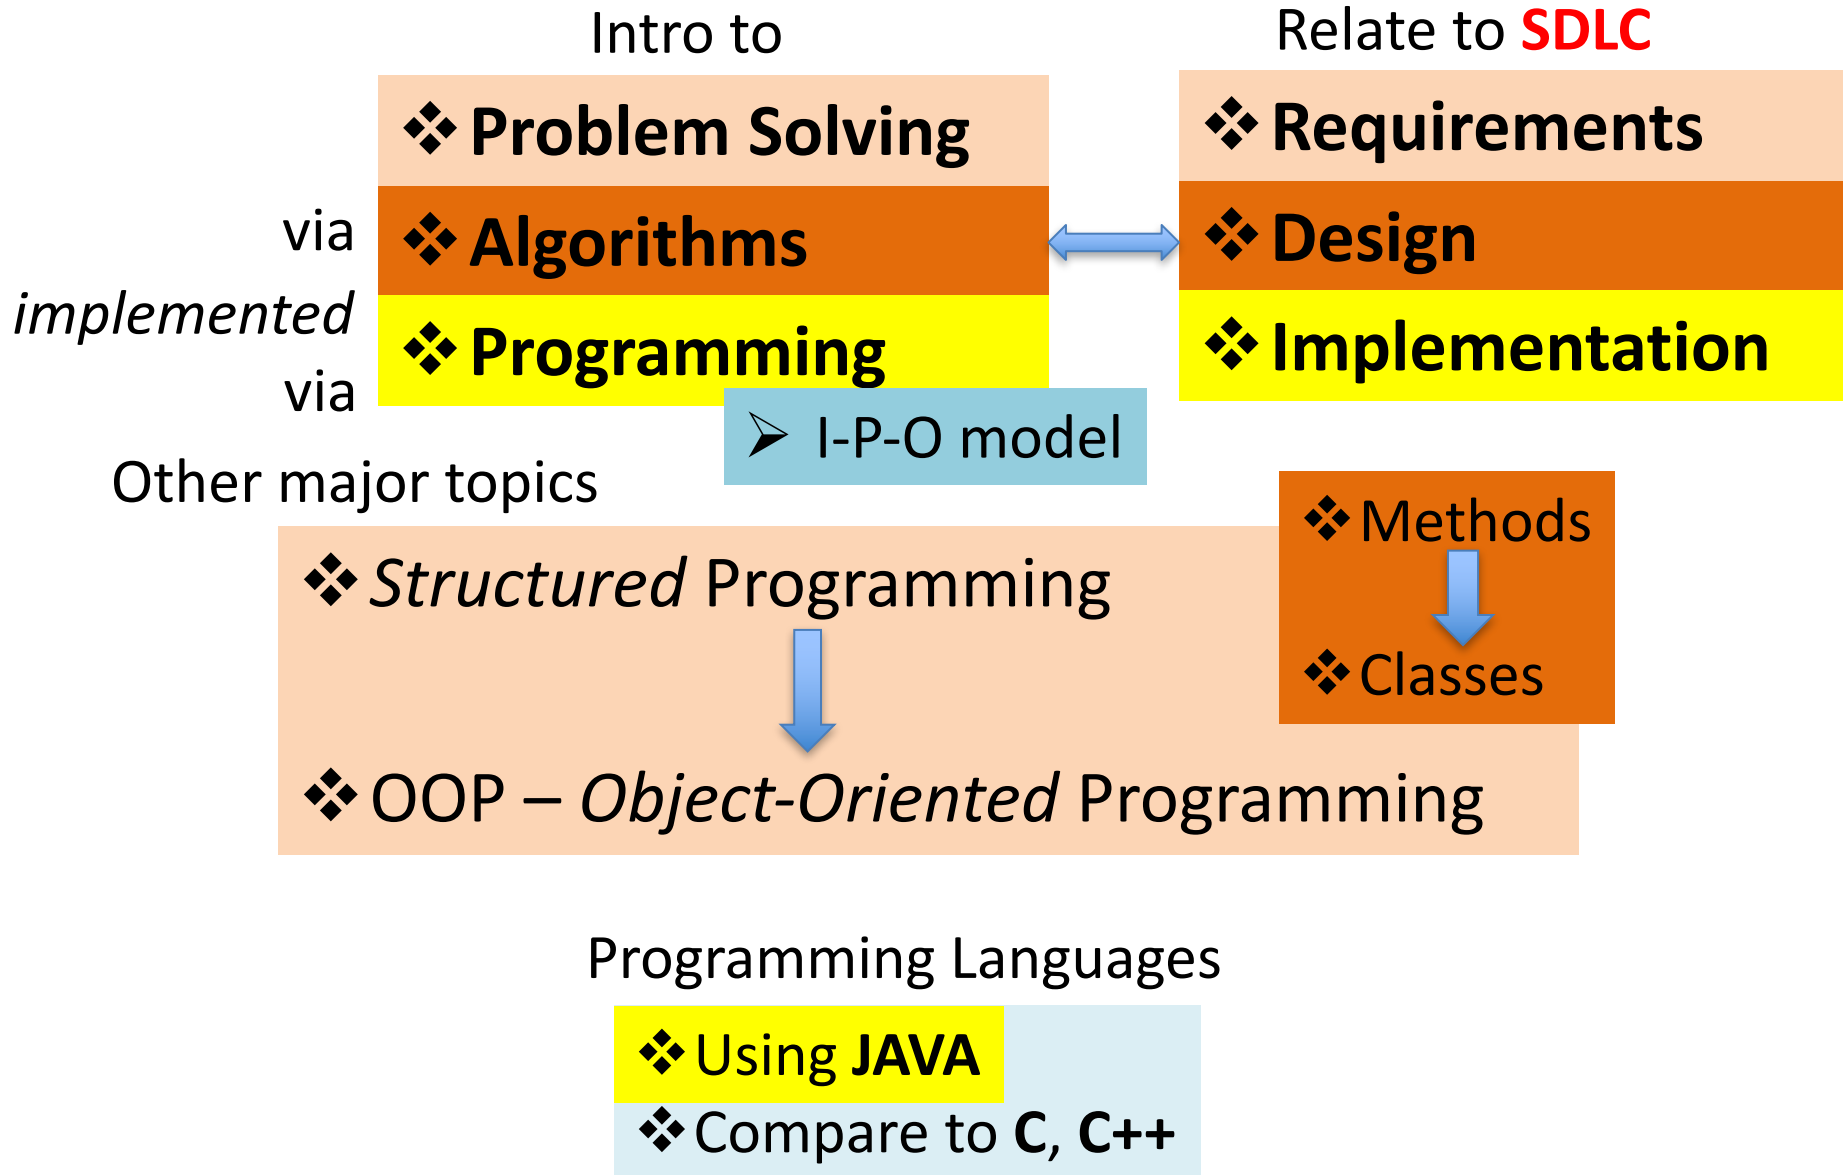 Intro to
❖ Problem Solving
via ❖ Algorithms
implemented
via ❖ Programming
➢ I-P-O model
Relate to SDLC
❖ Requirements
❖ Design
❖ Implementation
Other major topics
❖ Structured Programming
❖ OOP – Object-Oriented Programming
❖ Methods
❖ Classes
Programming Languages
❖ Using JAVA
❖ Compare to C, C++